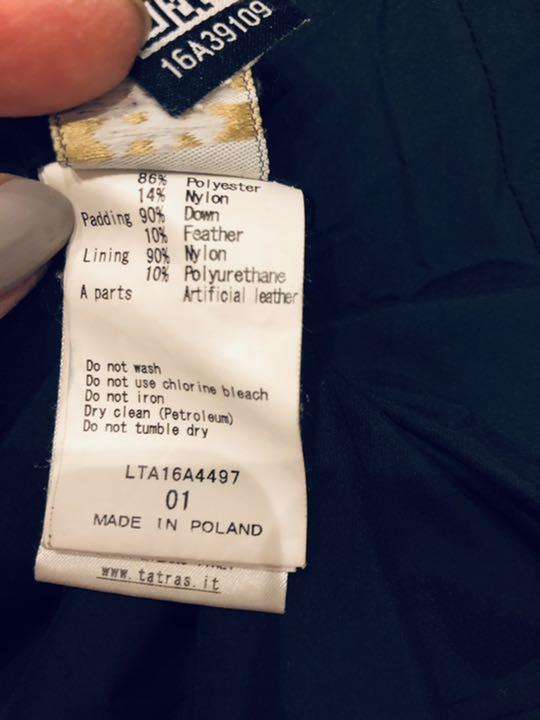 16A39109
86% Polyester
14% Nylon
Padding 90% Down
10% Feather
Lining 90% Nylon
10% Polyurethane
A parts Artificial leather
Do not wash
Do not use chlorine bleach
Do not iron
Dry clean (Petroleum)
Do not tumble dry
LTA16A4497
01
MADE IN POLAND
www.tatras.it